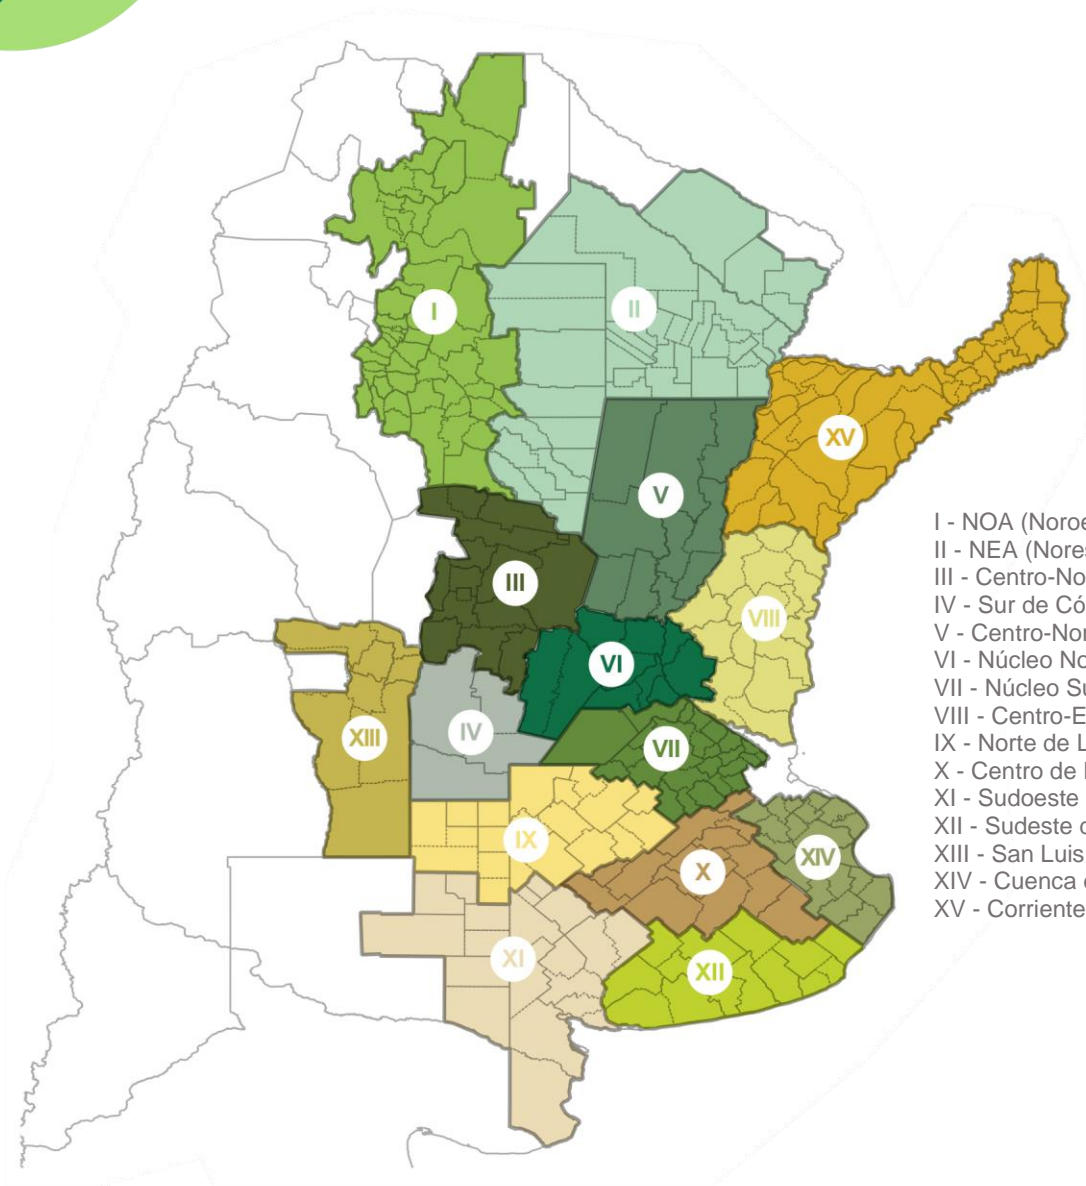 I
II
XV
V
III
VIII
VI
IV
XIII
VII
IX
XIV
X
XI
XII
I - NOA (Noroe
II - NEA (Nores
III - Centro-No
IV - Sur de Có
V - Centro-Nor
VI - Núcleo No
VII - Núcleo Su
VIII - Centro-E
IX - Norte de L
X - Centro de
XI - Sudoeste
XII - Sudeste d
XIII - San Luis
XIV - Cuenca
XV - Corriente